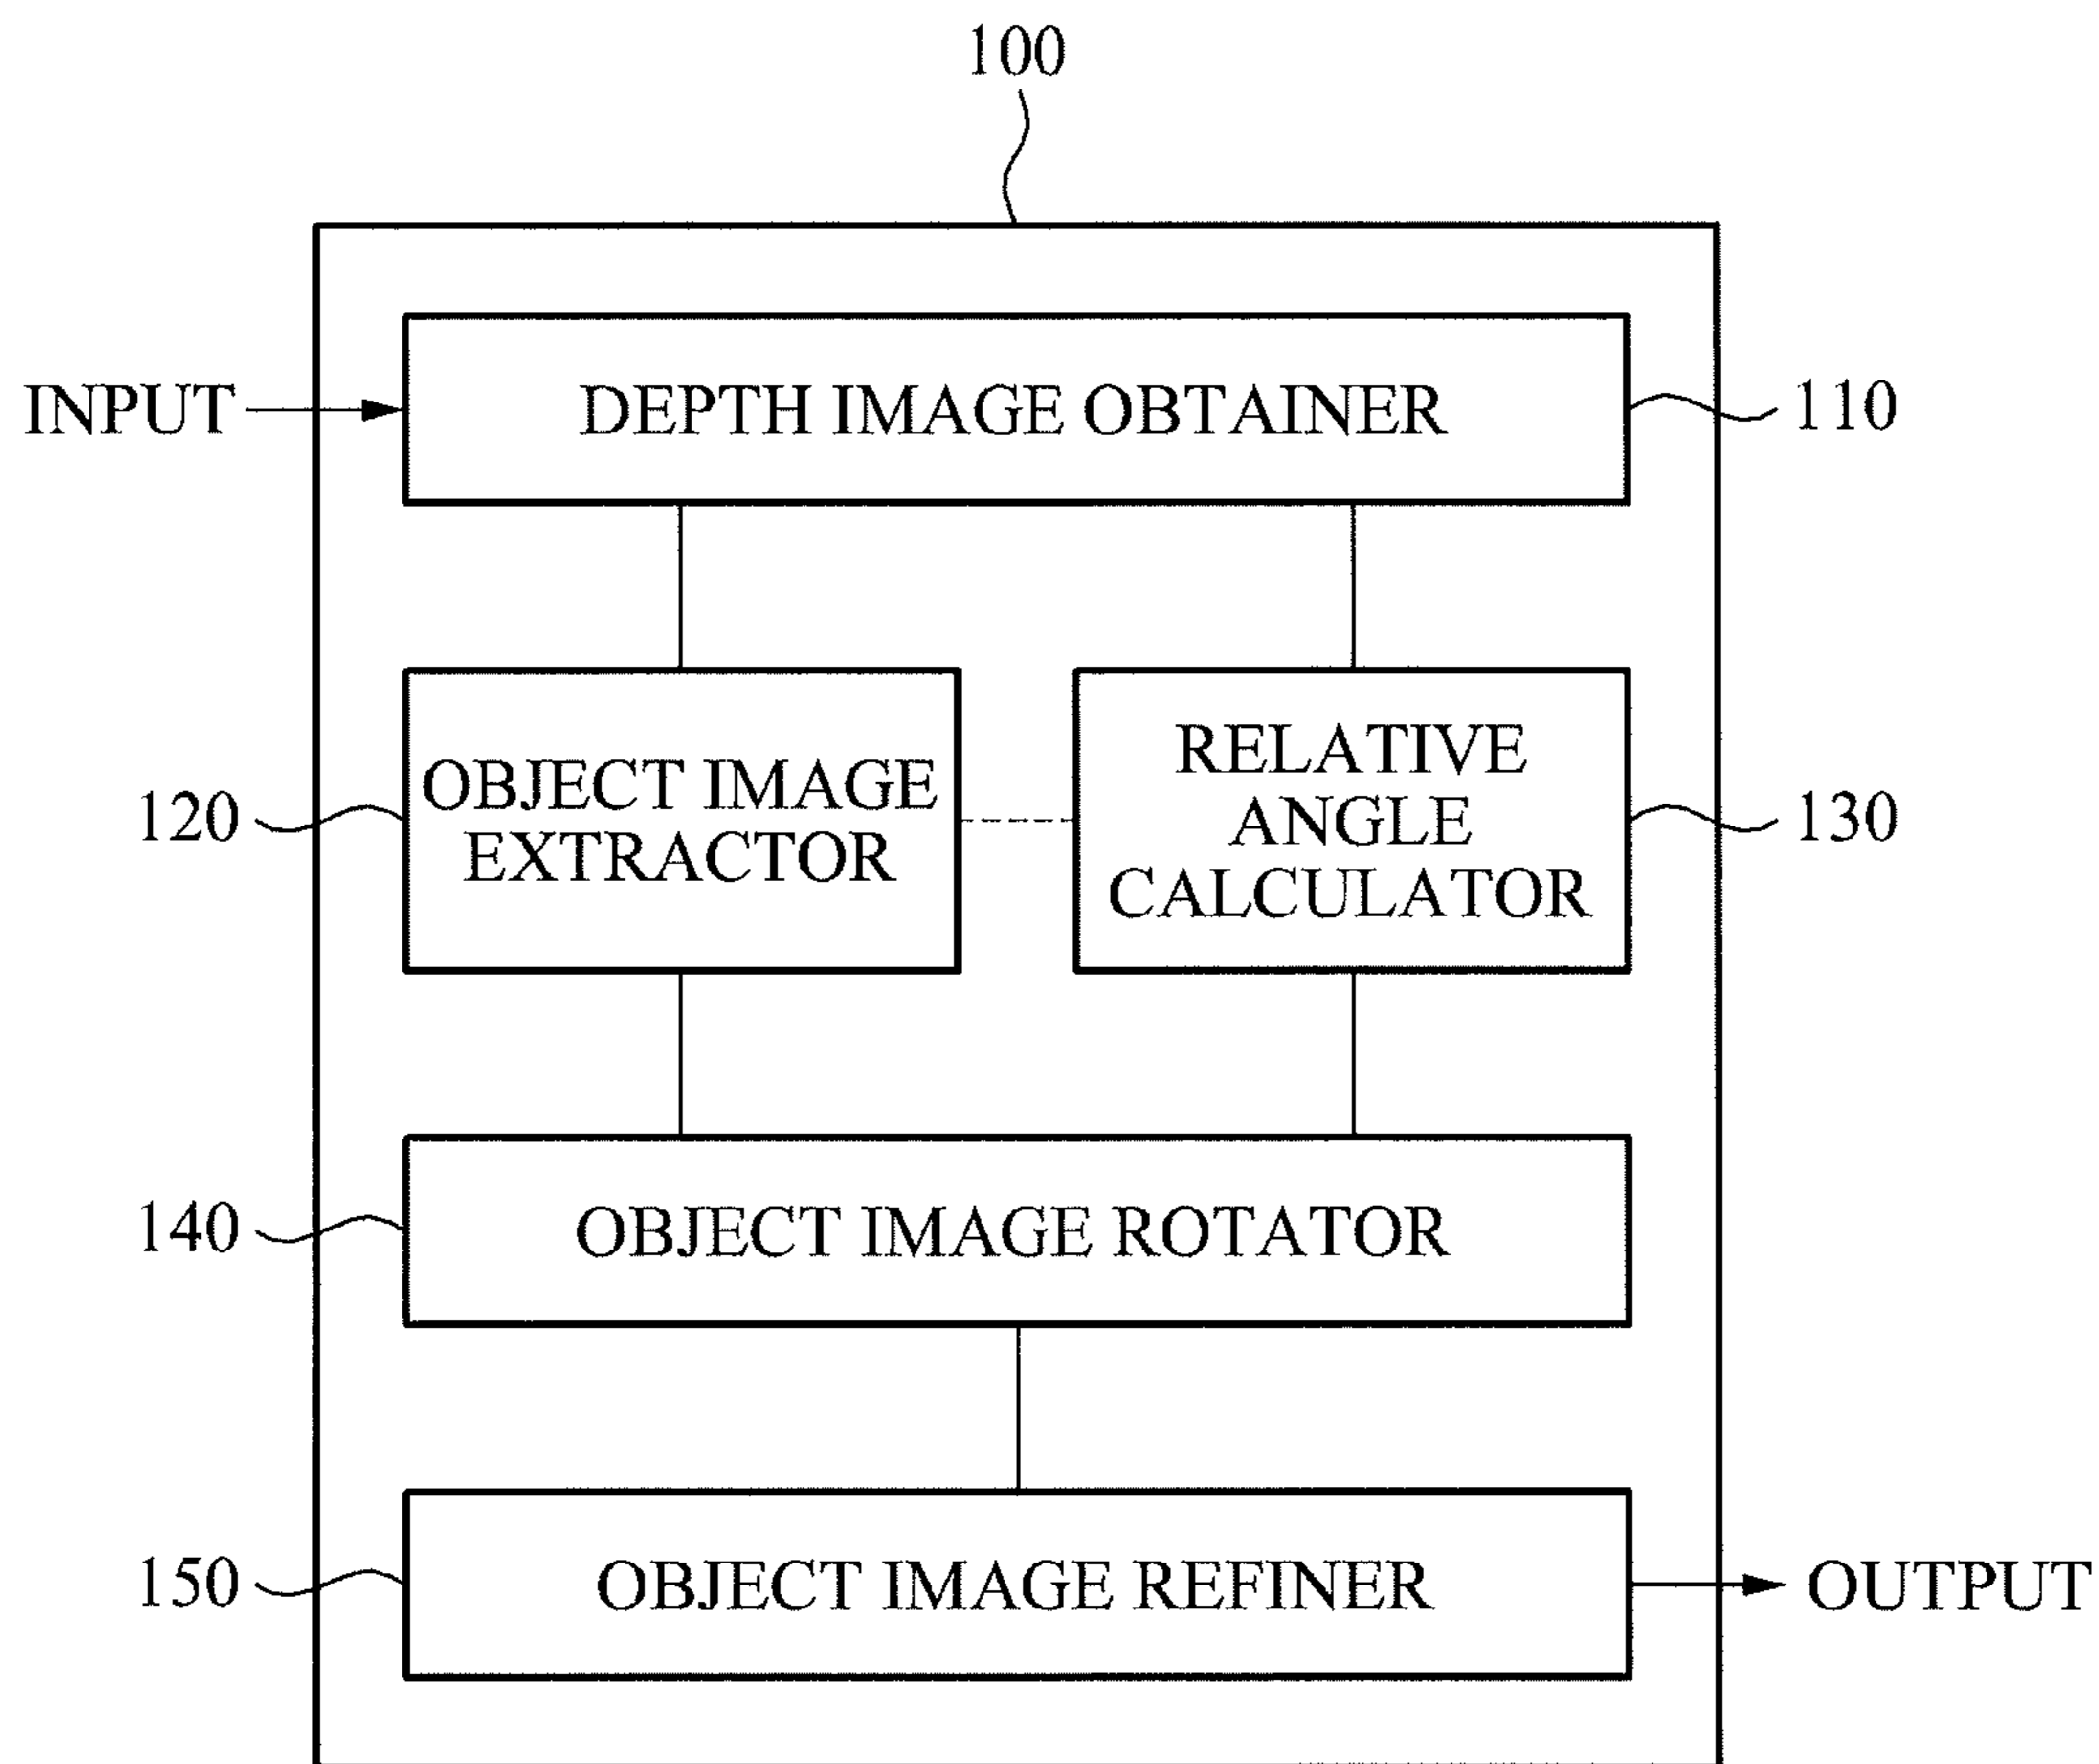 100
INPUT
DEPTH IMAGE OBTAINER
110
120
OBJECT IMAGE
EXTRACTOR
RELATIVE
ANGLE
CALCULATOR
130
140
OBJECT IMAGE ROTATOR
150
OBJECT IMAGE REFINER
OUTPUT